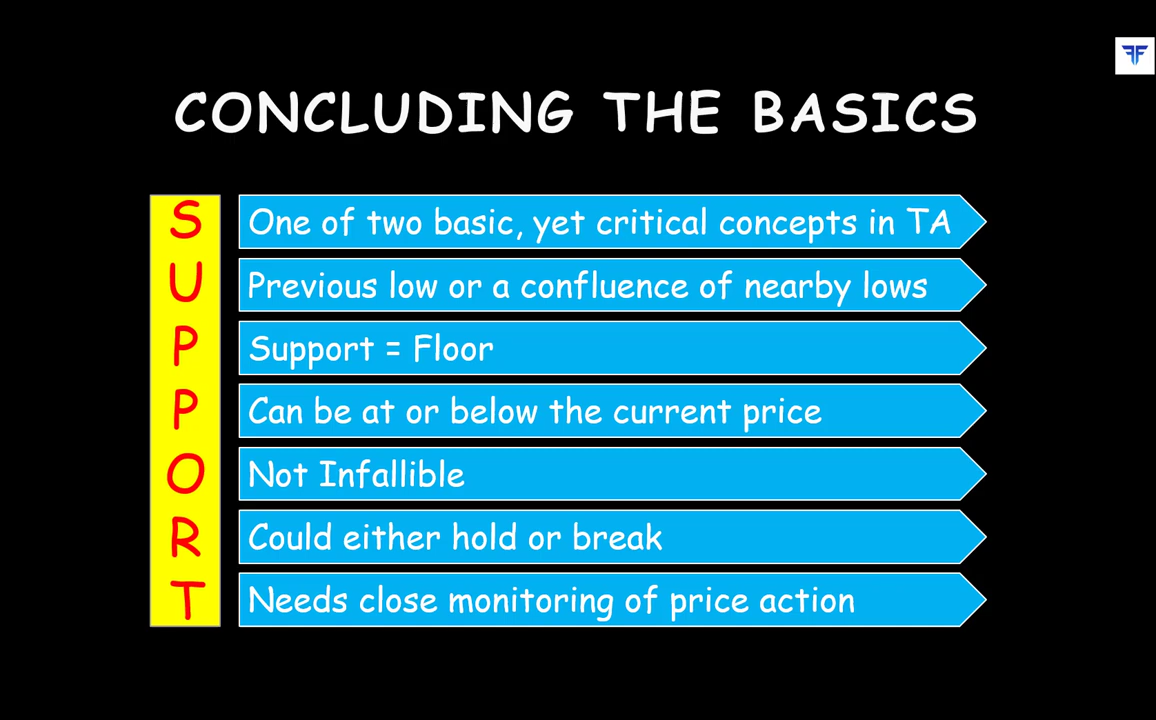 CONCLUDING THE BASICS
S
One of two basic, yet critical concepts in TA
U
Previous low or a confluence of nearby lows
P
Support = Floor
P
Can be at or below the current price
O
Not Infallible
R
Could either hold or break
T
Needs close monitoring of price action